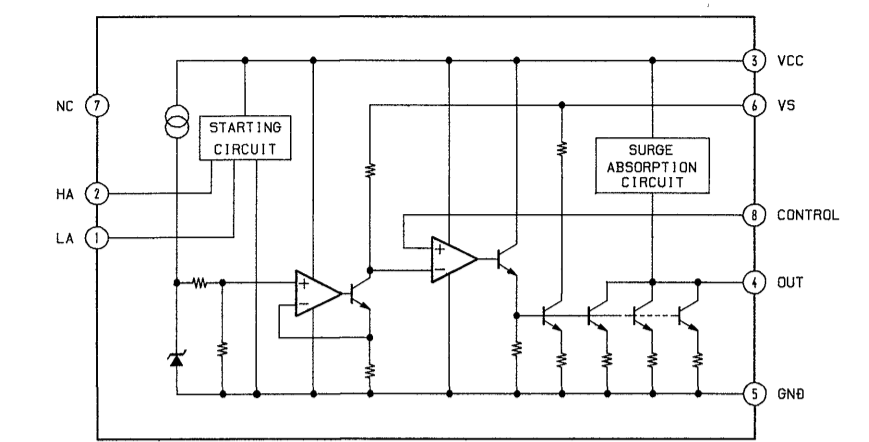 3 VCC
NC 7
6 VS
STARTING
CIRCUIT
SURGE
ABSORPTION
CIRCUIT
HA 2
8 CONTROL
LA 1
+
−
+
−
4 OUT
5 GND